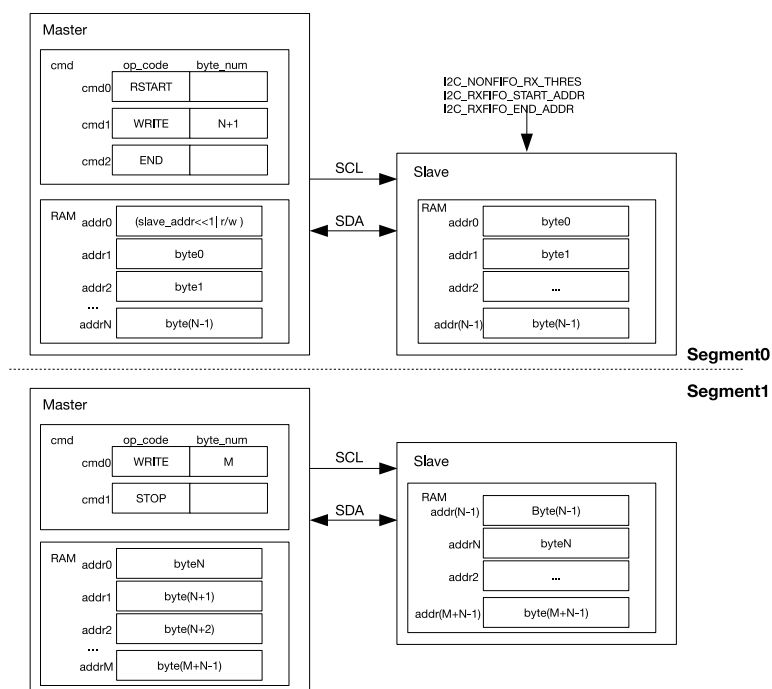 Master
cmd op_code byte_num
cmd0 RSTART
cmd1 WRITE N+1
cmd2 END
RAM
addr0 (slave_addr<<1| r/w )
addr1 byte0
addr2 byte1
...
addrN byte(N-1)
SCL
SDA
I2C_NONFIFO_RX_THRES
I2C_RXFIFO_START_ADDR
I2C_RXFIFO_END_ADDR
Slave
RAM
addr0 byte0
addr1 byte1
addr2 ...
addr(N-1) byte(N-1)
Segment0
Segment1
Master
cmd op_code byte_num
cmd0 WRITE M
cmd1 STOP
RAM
addr0 byteN
addr1 byte(N+1)
addr2 byte(N+2)
...
addrM byte(M+N-1)
SCL
SDA
Slave
RAM
addr(N-1) Byte(N-1)
addrN byteN
addr2 ...
addr(M+N-1) byte(M+N-1)